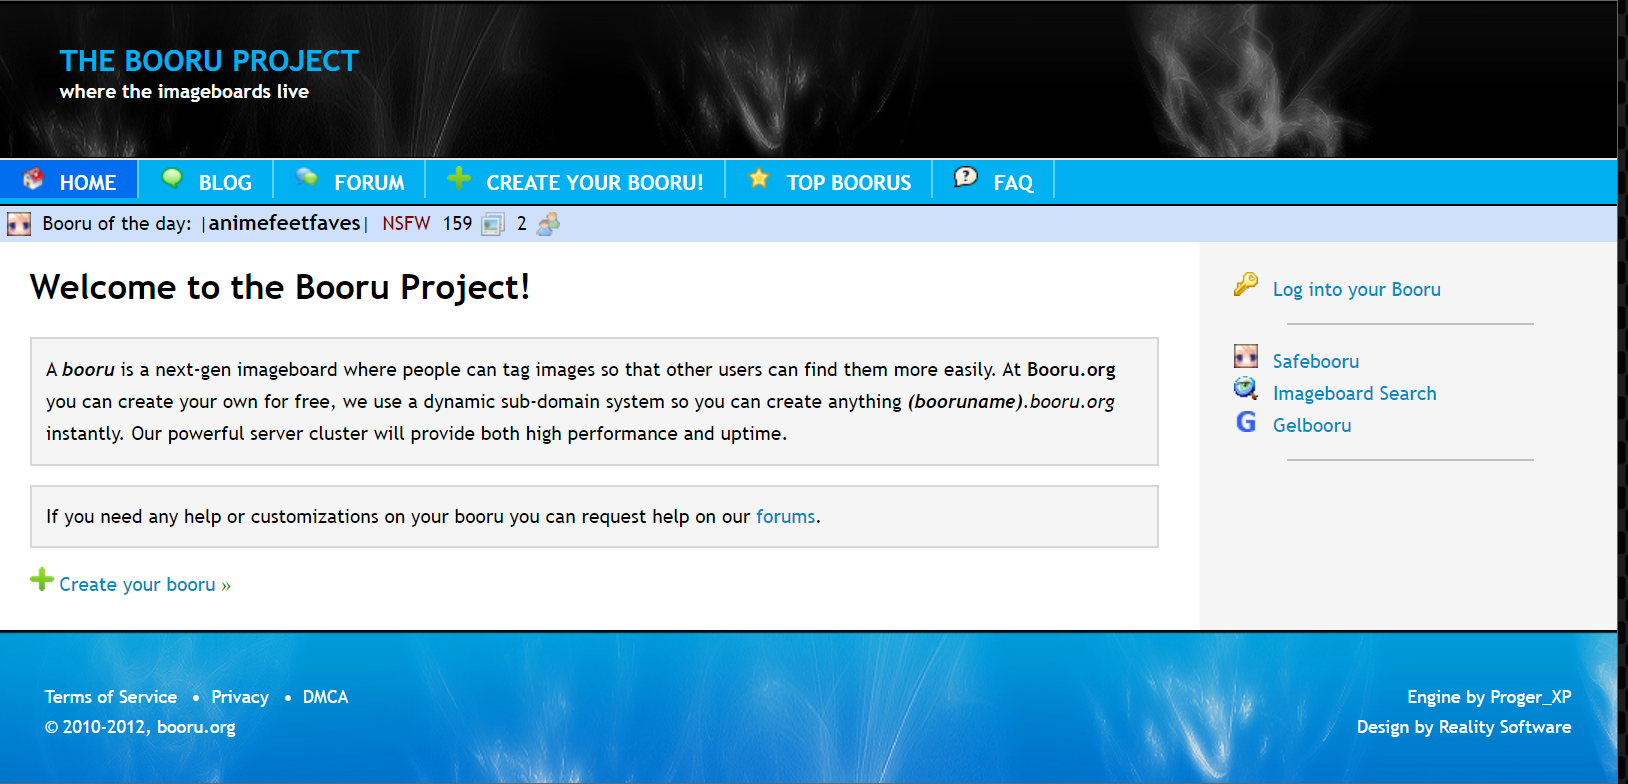 THE BOORU PROJECT
where the imageboards live
HOME BLOG FORUM CREATE YOUR BOORU! TOP BOORUS FAQ
Booru of the day: |animefeetfaves| NSFW 159 2
Welcome to the Booru Project!
A booru is a next-gen imageboard where people can tag images so that other users can find them more easily. At Booru.org
you can create your own for free, we use a dynamic sub-domain system so you can create anything (booruname).booru.org
instantly. Our powerful server cluster will provide both high performance and uptime.
If you need any help or customizations on your booru you can request help on our forums.
Create your booru »
Log into your Booru
Safebooru
Imageboard Search
G Gelbooru
Terms of Service • Privacy • DMCA
© 2010-2012, booru.org
Engine by Proger_XP
Design by Reality Software